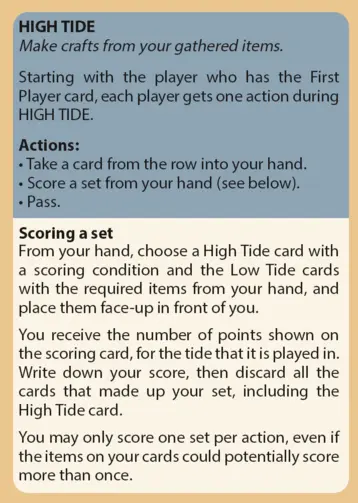 HIGH TIDE
Make crafts from your gathered items.
Starting with the player who has the First
Player card, each player gets one action during
HIGH TIDE.
Actions:
• Take a card from the row into your hand.
• Score a set from your hand (see below).
• Pass.
Scoring a set
From your hand, choose a High Tide card with
a scoring condition and the Low Tide cards
with the required items from your hand, and
place them face-up in front of you.
You receive the number of points shown on
the scoring card, for the tide that it is played in.
Write down your score, then discard all the
cards that made up your set, including the
High Tide card.
You may only score one set per action, even if
the items on your cards could potentially score
more than once.